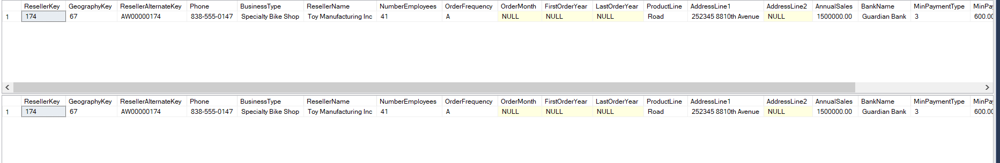 ResellerKey GeographyKey ResellerAlternateKey Phone BusinessType ResellerName NumberEmployees OrderFrequency OrderMonth FirstOrderYear LastOrderYear ProductLine AddressLine1 AddressLine2 AnnualSales BankName MinPaymentType MinPa
1 174 67 AW00000174 838-555-0147 Specialty Bike Shop Toy Manufacturing Inc 41 A NULL NULL NULL Road 252345 8810th Avenue NULL 1500000.00 Guardian Bank 3 600.00
ResellerKey GeographyKey ResellerAlternateKey Phone BusinessType ResellerName NumberEmployees OrderFrequency OrderMonth FirstOrderYear LastOrderYear ProductLine AddressLine1 AddressLine2 AnnualSales BankName MinPaymentType MinPa
1 174 67 AW00000174 838-555-0147 Specialty Bike Shop Toy Manufacturing Inc 41 A NULL NULL NULL Road 252345 8810th Avenue NULL 1500000.00 Guardian Bank 3 600.00